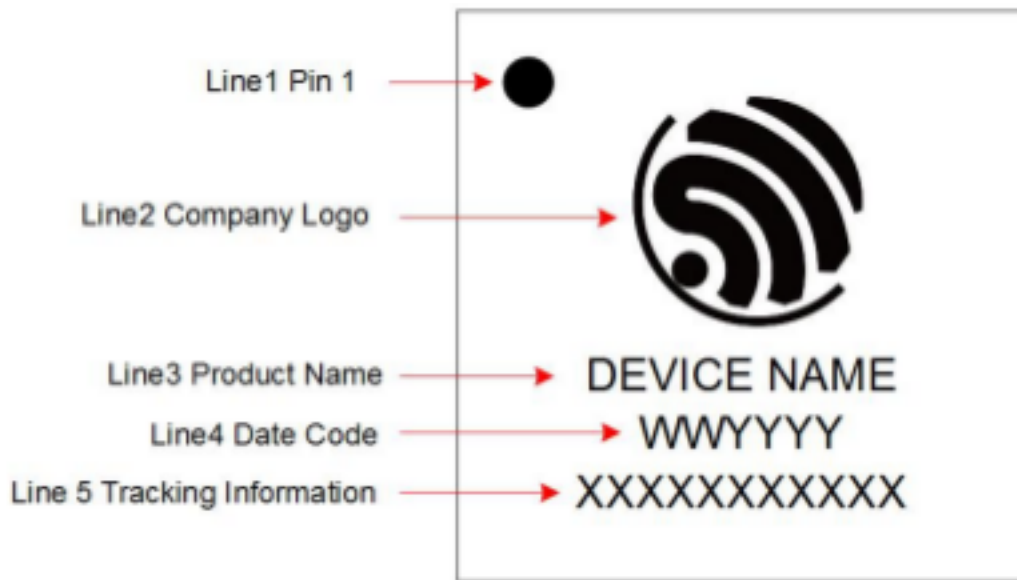 Line1 Pin 1
Line2 Company Logo
Line3 Product Name
DEVICE NAME
Line4 Date Code
WWYYYY
Line 5 Tracking Information
XXXXXXXXXXX